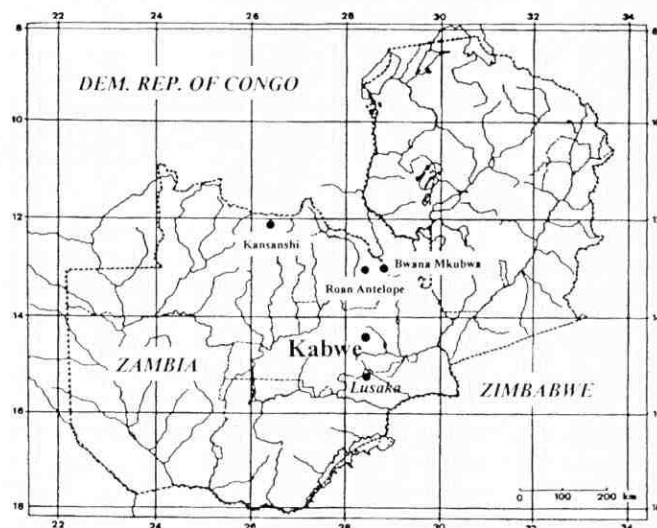 22 24 26 28 30 32 34
8
DEM. REP. OF CONGO
10
12
Kansanshi
Bwana Mkubwa
Roan Antelope
14
Kabwe
ZAMBIA
Lusaka
ZIMBABWE
16
18
0 100 200 km
22 24 26 28 30 32 34